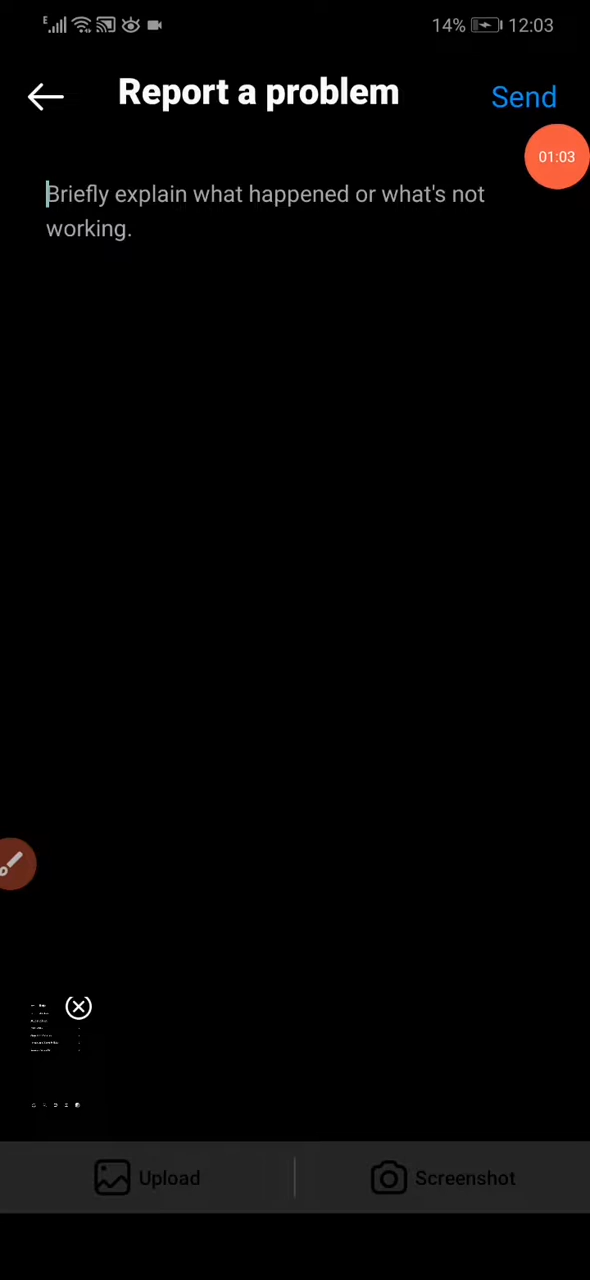 14% 12:03
Report a problem
Send
01:03
Briefly explain what happened or what's not
working.
Upload
Screenshot